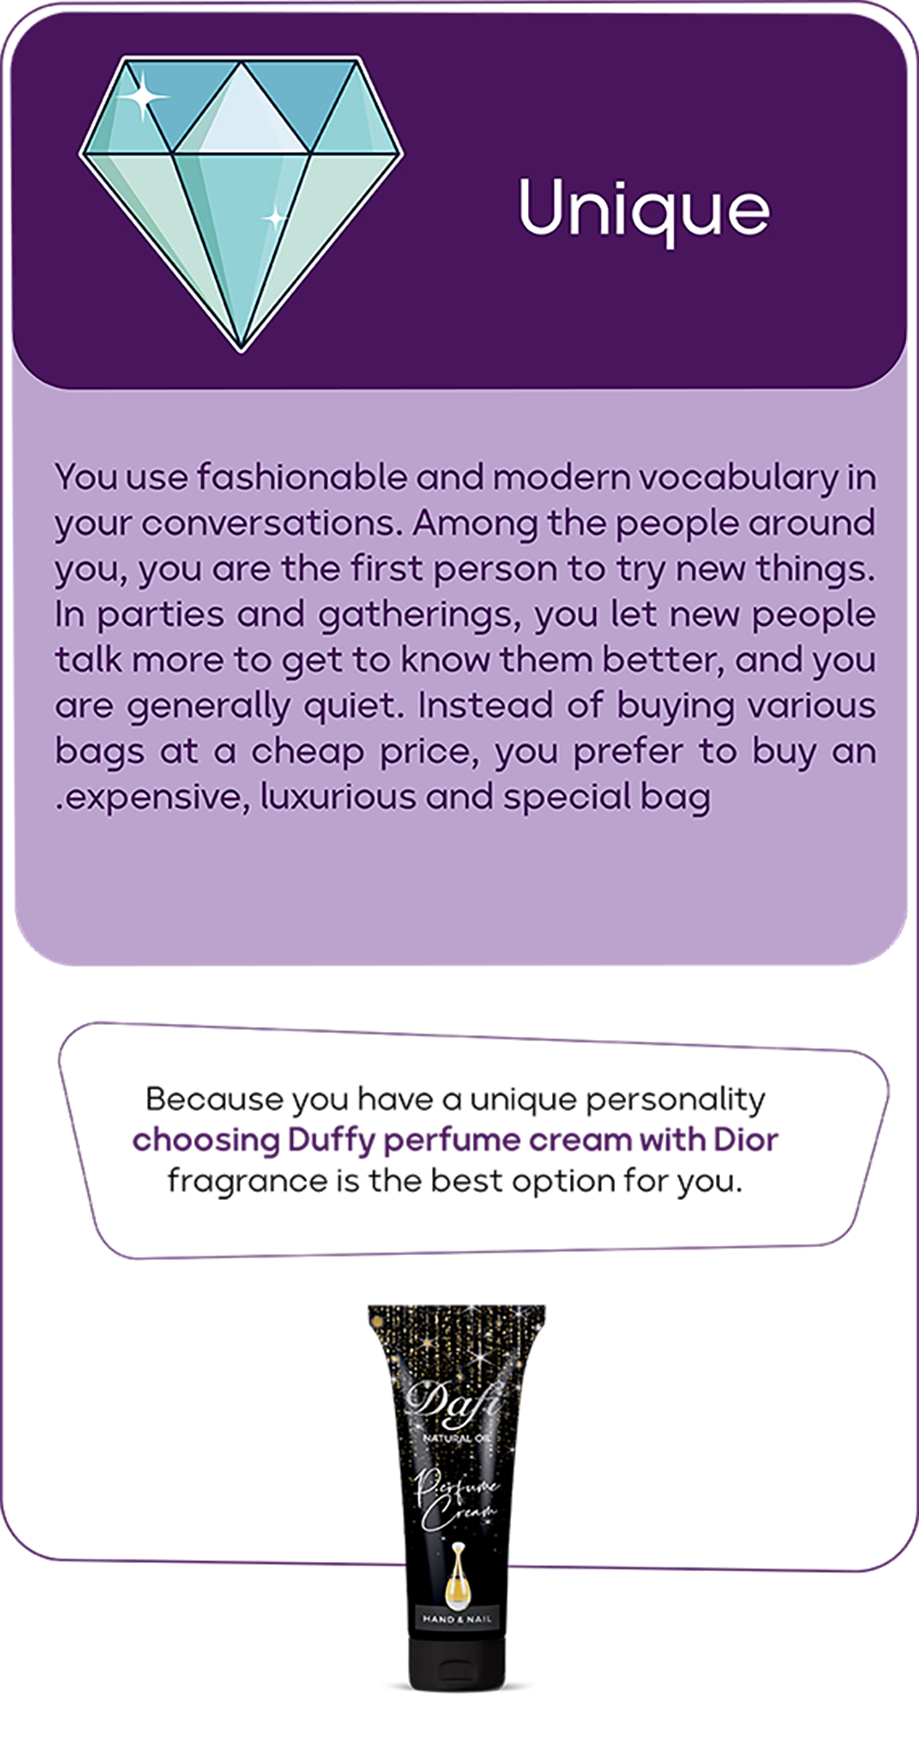 Unique
You use fashionable and modern vocabulary in
your conversations. Among the people around
you, you are the first person to try new things.
In parties and gatherings, you let new people
talk more to get to know them better, and you
are generally quiet. Instead of buying various
bags at a cheap price, you prefer to buy an
.expensive, luxurious and special bag
Because you have a unique personality
choosing Duffy perfume cream with Dior
fragrance is the best option for you.
Dafi
NATURAL OIL
Perfume
Cream
HAND & NAIL